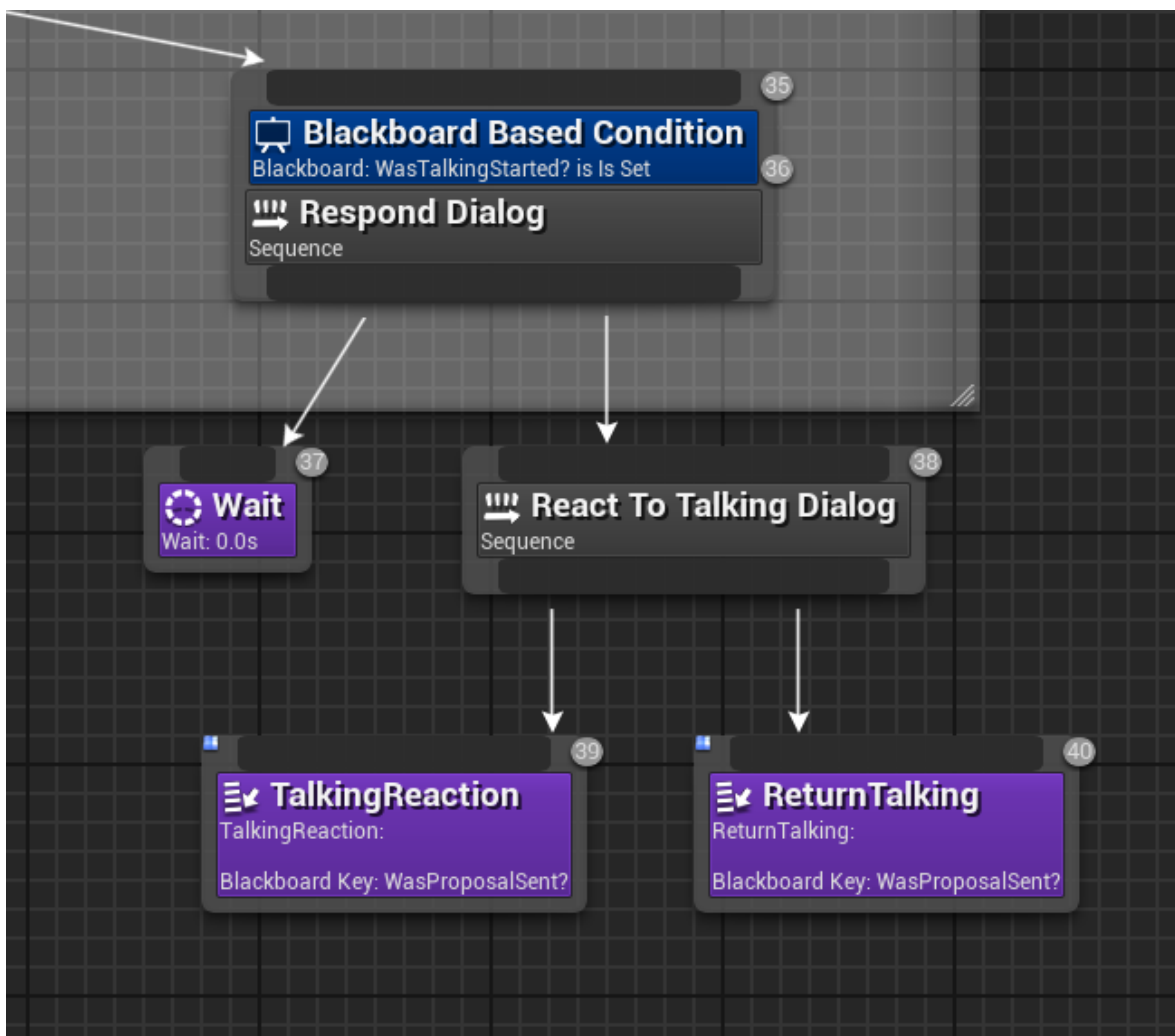 35
Blackboard Based Condition
Blackboard: WasTalkingStarted? is Is Set
36
Respond Dialog
Sequence
37
Wait
Wait: 0.0s
38
React To Talking Dialog
Sequence
39
TalkingReaction
TalkingReaction:
Blackboard Key: WasProposalSent?
40
ReturnTalking
ReturnTalking:
Blackboard Key: WasProposalSent?